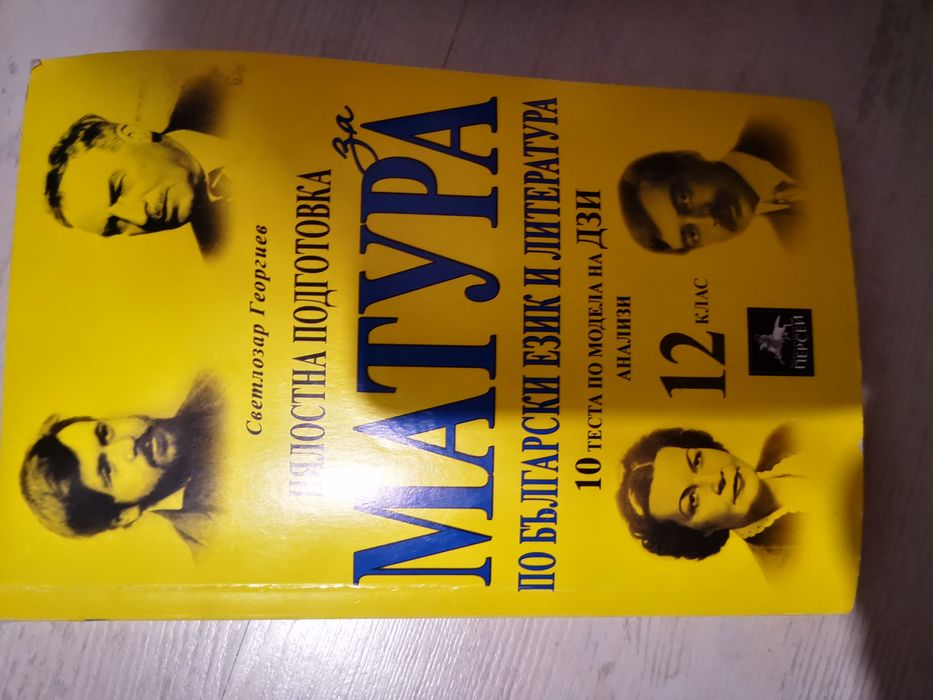 Светлозар Георгиев
ЦЯЛОСТНА ПОДГОТОВКА
за
МАТУРА
ПО БЪЛГАРСКИ ЕЗИК И ЛИТЕРАТУРА
10 ТЕСТА ПО МОДЕЛА НА ДЗИ
АНАЛИЗИ
12 КЛАС
ПЕРСЕЙ